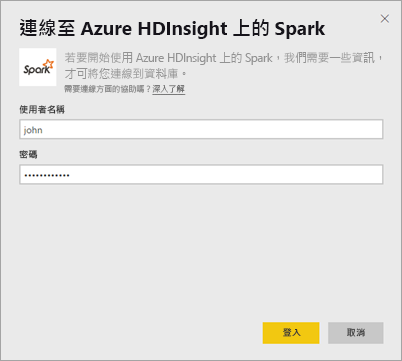 連線至 Azure HDInsight 上的 Spark
Spark
若要開始使用 Azure HDInsight 上的 Spark，我們需要一些資訊，
才可將您連線到資料庫。
需要連線方面的協助嗎？深入了解
使用者名稱
john
密碼
••••••••••••
登入
取消